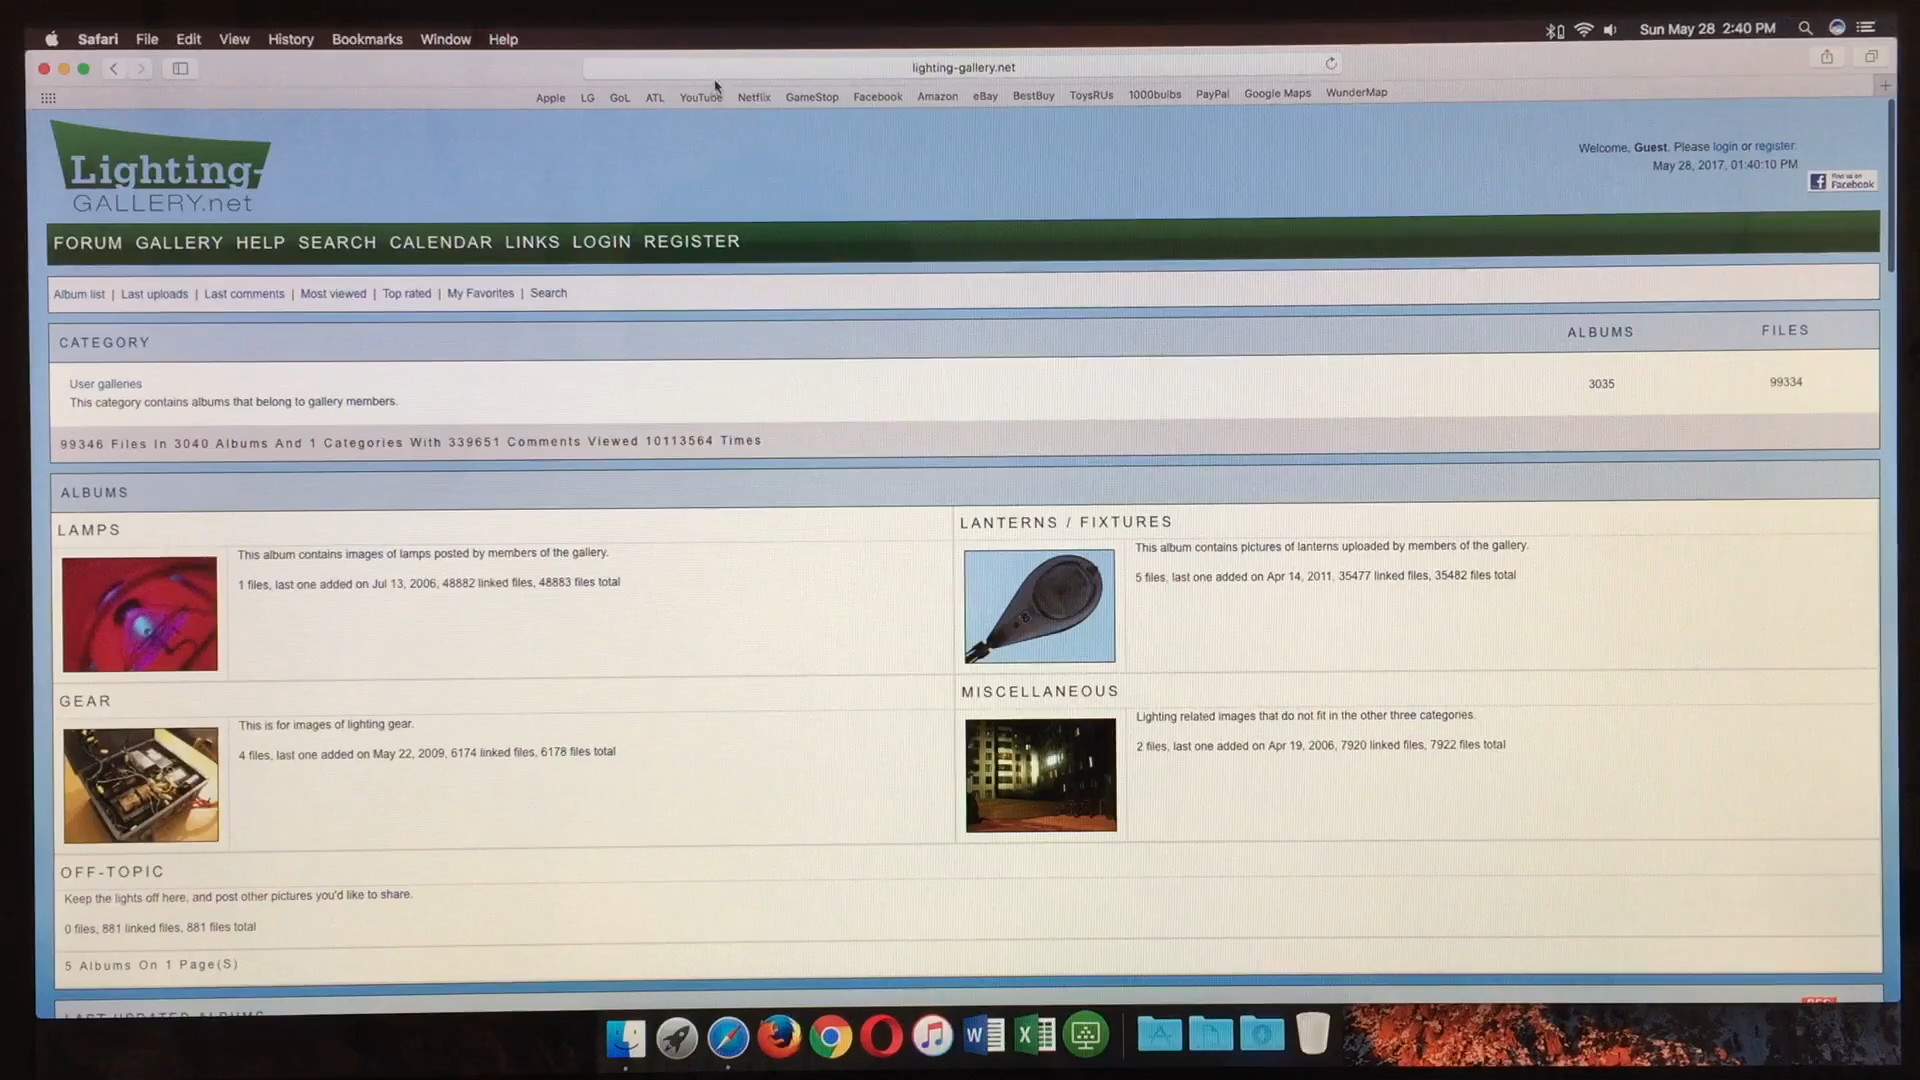 Safari File Edit View History Bookmarks Window Help Sun May 28 2:40 PM
lighting-gallery.net
Apple LG GoL ATL YouTube Netflix GameStop Facebook Amazon eBay BestBuy ToysRUs 1000bulbs PayPal Google Maps WunderMap
Lighting-
GALLERY.net
Welcome, Guest. Please login or register.
May 28, 2017, 01:40:10 PM
Find us on
Facebook
FORUM GALLERY HELP SEARCH CALENDAR LINKS LOGIN REGISTER
Album list | Last uploads | Last comments | Most viewed | Top rated | My Favorites | Search
CATEGORY ALBUMS FILES
User galleries 3035 99334
This category contains albums that belong to gallery members.
99346 Files In 3040 Albums And 1 Categories With 339651 Comments Viewed 10113564 Times
ALBUMS
LAMPS
This album contains images of lamps posted by members of the gallery.
1 files, last one added on Jul 13, 2006, 48882 linked files, 48883 files total
LANTERNS / FIXTURES
This album contains pictures of lanterns uploaded by members of the gallery.
5 files, last one added on Apr 14, 2011, 35477 linked files, 35482 files total
GEAR
This is for images of lighting gear.
4 files, last one added on May 22, 2009, 6174 linked files, 6178 files total
MISCELLANEOUS
Lighting related images that do not fit in the other three categories.
2 files, last one added on Apr 19, 2006, 7920 linked files, 7922 files total
OFF-TOPIC
Keep the lights off here, and post other pictures you'd like to share.
0 files, 881 linked files, 881 files total
5 Albums On 1 Page(S)
LAST UPDATED ALBUMS
W X